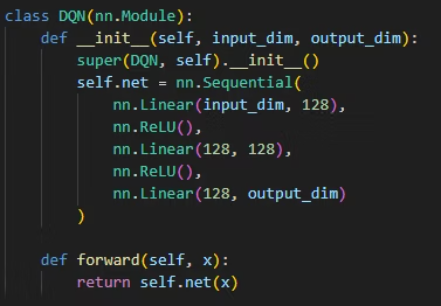 class DQN(nn.Module):
    def __init__(self, input_dim, output_dim):
        super(DQN, self).__init__()
        self.net = nn.Sequential(
            nn.Linear(input_dim, 128),
            nn.ReLU(),
            nn.Linear(128, 128),
            nn.ReLU(),
            nn.Linear(128, output_dim)
        )

    def forward(self, x):
        return self.net(x)